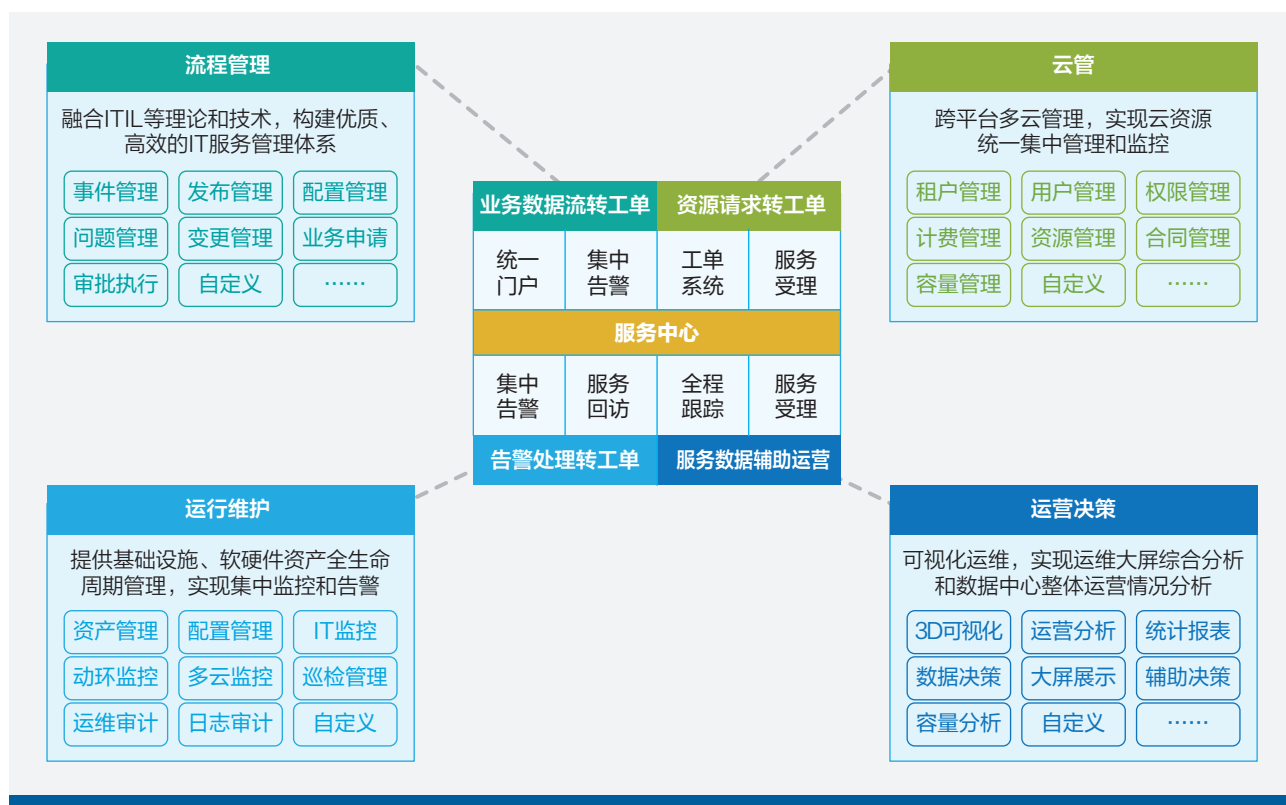 流程管理
融合ITIL等理论和技术，构建优质、
高效的IT服务管理体系
事件管理 发布管理 配置管理
问题管理 变更管理 业务申请
审批执行 自定义 ……
云管
跨平台多云管理，实现云资源
统一集中管理和监控
租户管理 用户管理 权限管理
计费管理 资源管理 合同管理
容量管理 自定义 ……
业务数据流转工单 资源请求转工单
统一 集中 工单 服务
门户 告警 系统 受理
服务中心
集中 服务 全程 服务
告警 回访 跟踪 受理
告警处理转工单 服务数据辅助运营
运行维护
提供基础设施、软硬件资产全生命
周期管理，实现集中监控和告警
资产管理 配置管理 IT监控
动环监控 多云监控 巡检管理
运维审计 日志审计 自定义
运营决策
可视化运维，实现运维大屏综合分析
和数据中心整体运营情况分析
3D可视化 运营分析 统计报表
数据决策 大屏展示 辅助决策
容量分析 自定义 ……